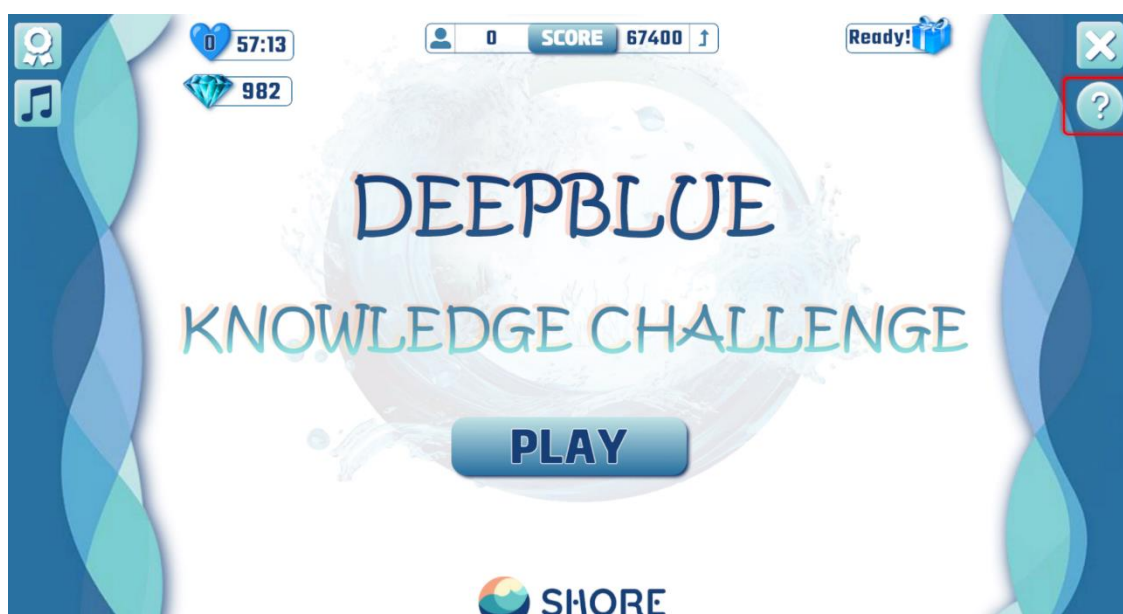 0 57:13
0 SCORE 67400
Ready!
982
?
DEEPBLUE
KNOWLEDGE CHALLENGE
PLAY
SHORE